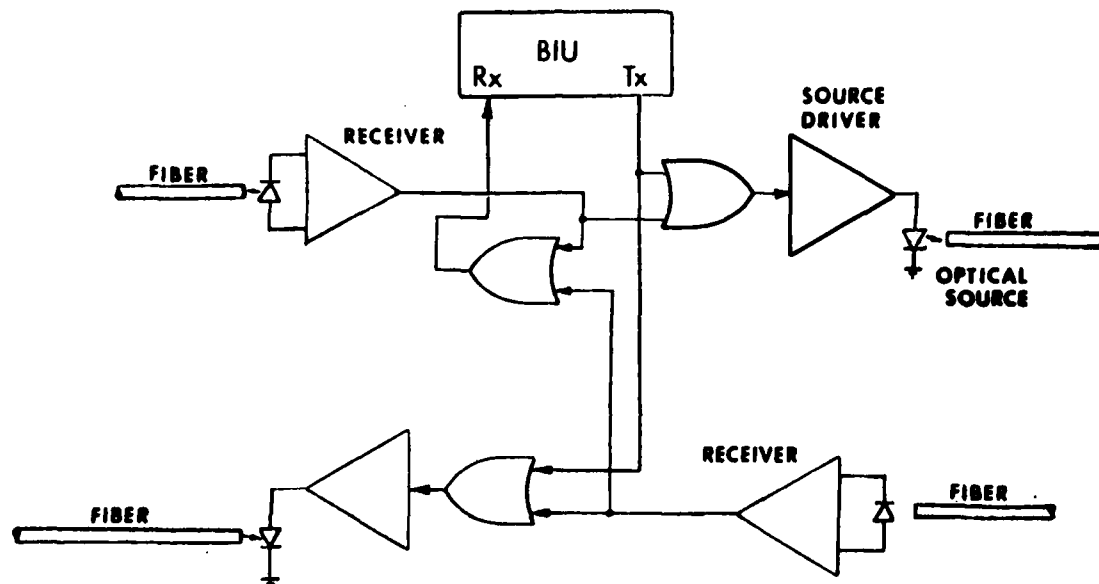 BIU
Rx Tx
SOURCE
DRIVER
RECEIVER
FIBER
FIBER
OPTICAL
SOURCE
RECEIVER
FIBER
FIBER